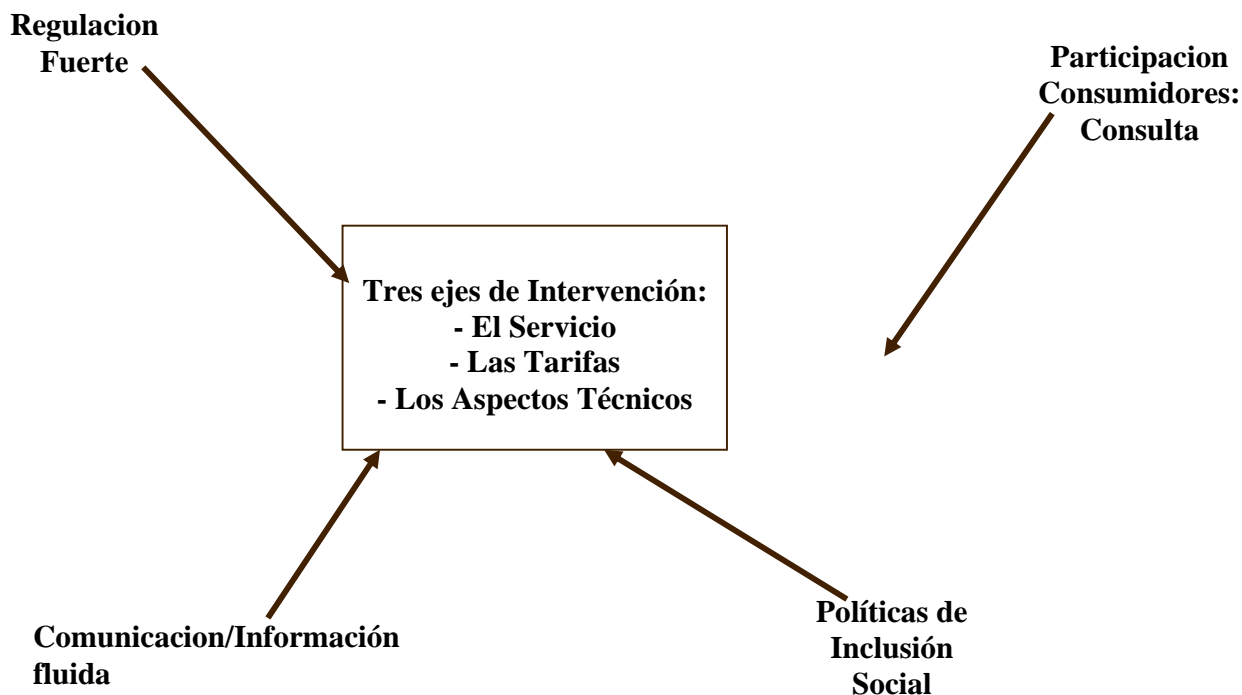 Regulacion
Fuerte
Participacion
Consumidores:
Consulta
Tres ejes de Intervención:
- El Servicio
- Las Tarifas
- Los Aspectos Técnicos
Comunicacion/Información
fluida
Políticas de
Inclusión
Social